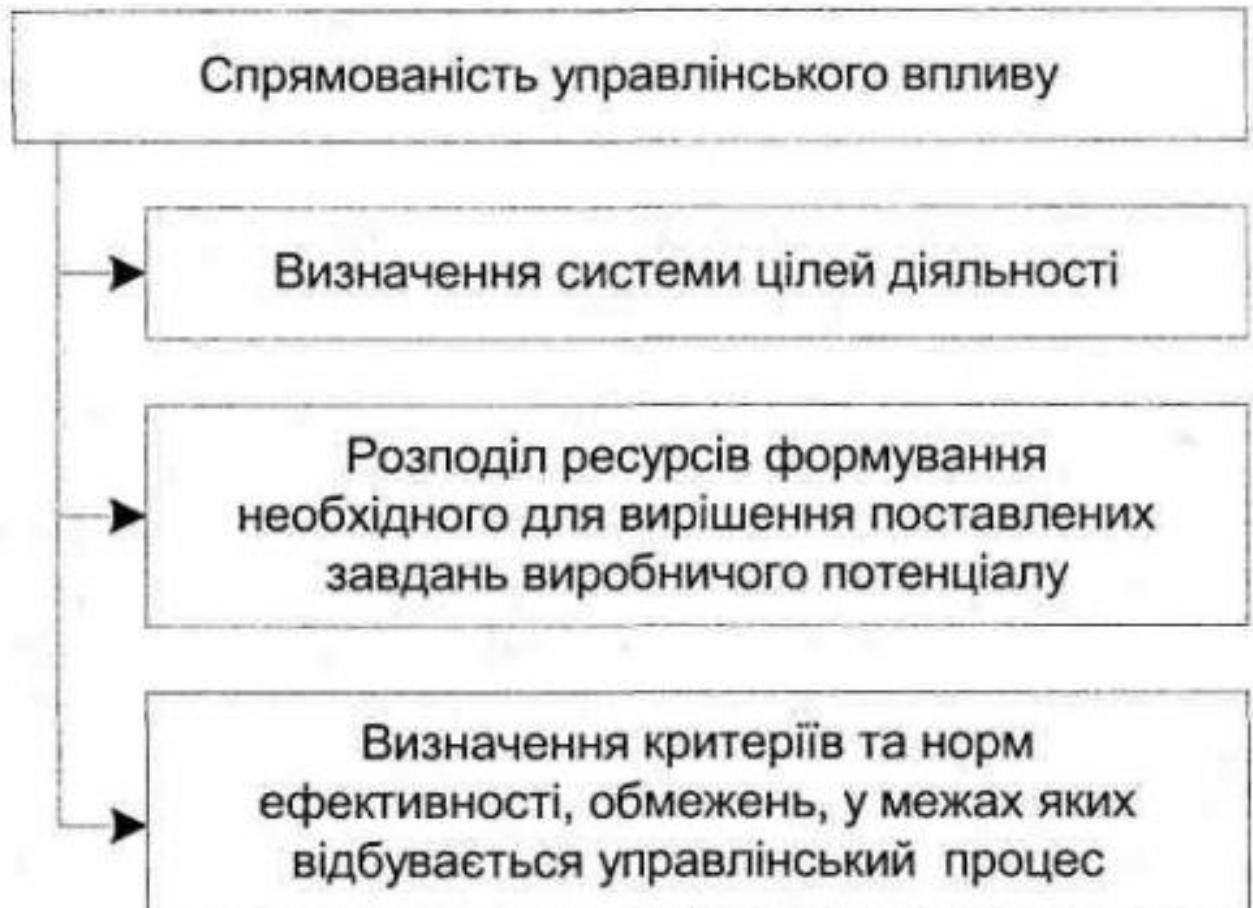 Спрямованість управлінського впливу
Визначення системи цілей діяльності
Розподіл ресурсів формування
необхідного для вирішення поставлених
завдань виробничого потенціалу
Визначення критеріїв та норм
ефективності, обмежень, у межах яких
відбувається управлінський процес